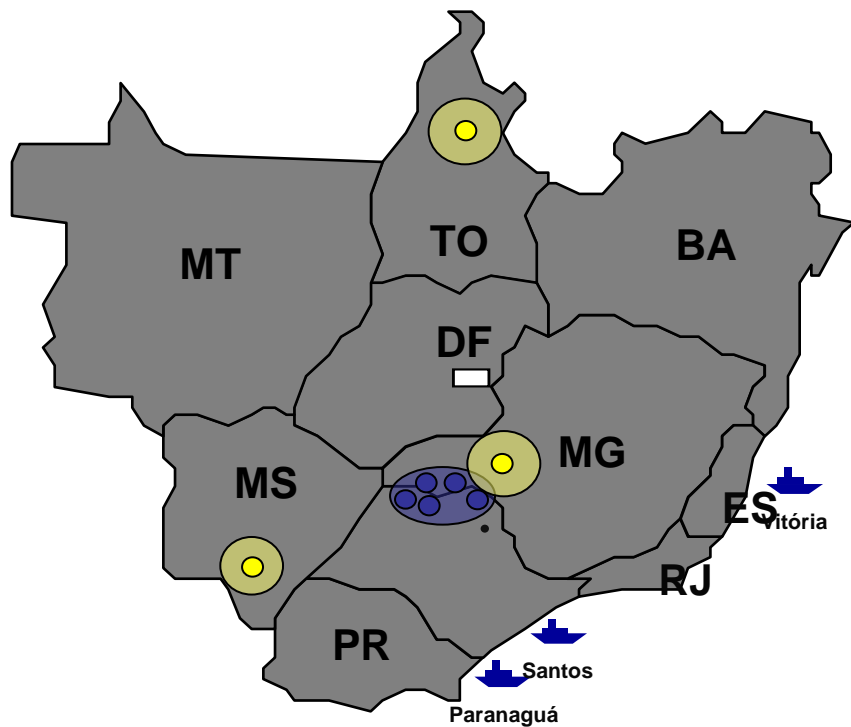 TO
BA
MT
DF
MG
MS
ES
Vitória
RJ
PR
Santos
Paranaguá